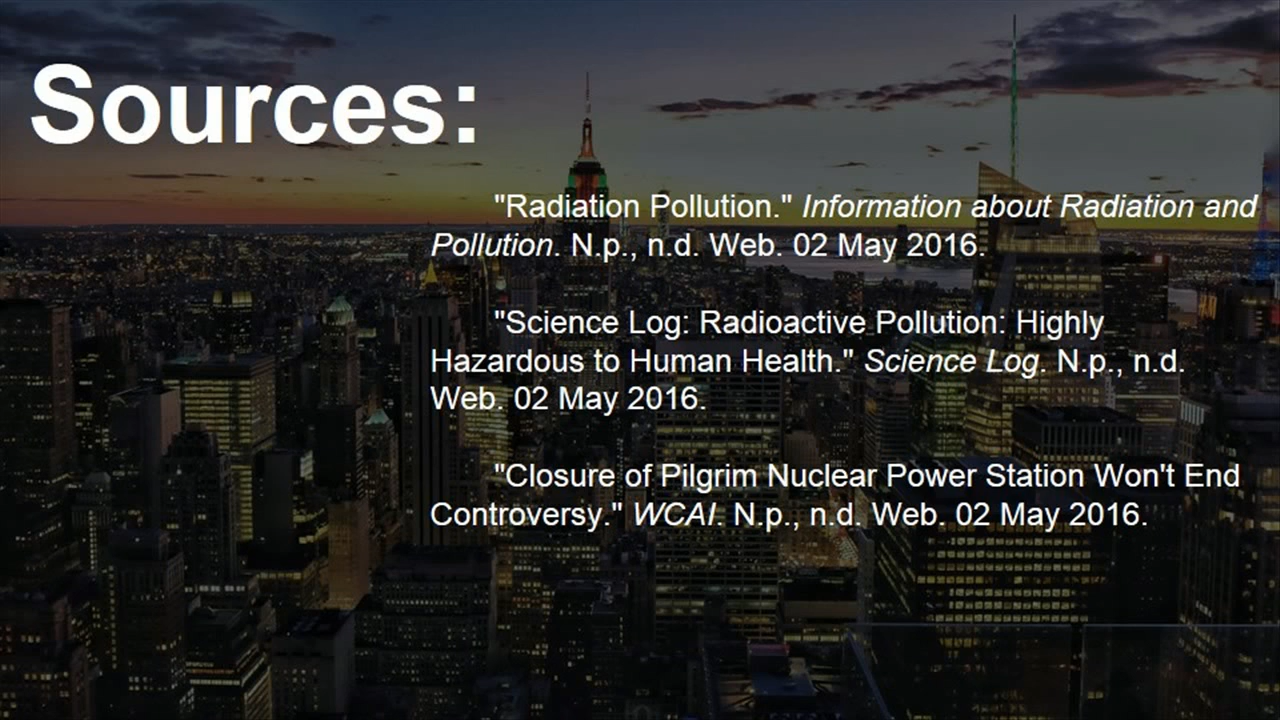 Sources:
"Radiation Pollution." Information about Radiation and
Pollution. N.p., n.d. Web. 02 May 2016.
"Science Log: Radioactive Pollution: Highly
Hazardous to Human Health." Science Log. N.p., n.d.
Web. 02 May 2016.
"Closure of Pilgrim Nuclear Power Station Won't End
Controversy." WCAI. N.p., n.d. Web. 02 May 2016.